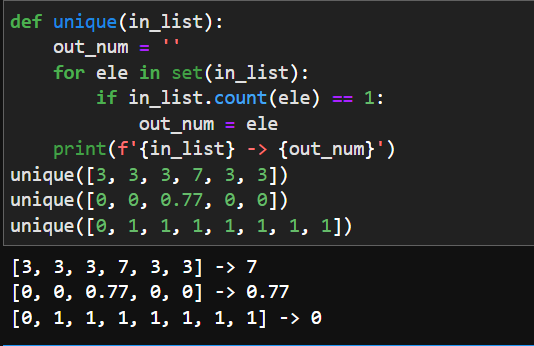 def unique(in_list):
    out_num = ''
    for ele in set(in_list):
        if in_list.count(ele) == 1:
            out_num = ele
    print(f'{in_list} -> {out_num}')
unique([3, 3, 3, 7, 3, 3])
unique([0, 0, 0.77, 0, 0])
unique([0, 1, 1, 1, 1, 1, 1, 1])
[3, 3, 3, 7, 3, 3] -> 7
[0, 0, 0.77, 0, 0] -> 0.77
[0, 1, 1, 1, 1, 1, 1, 1] -> 0